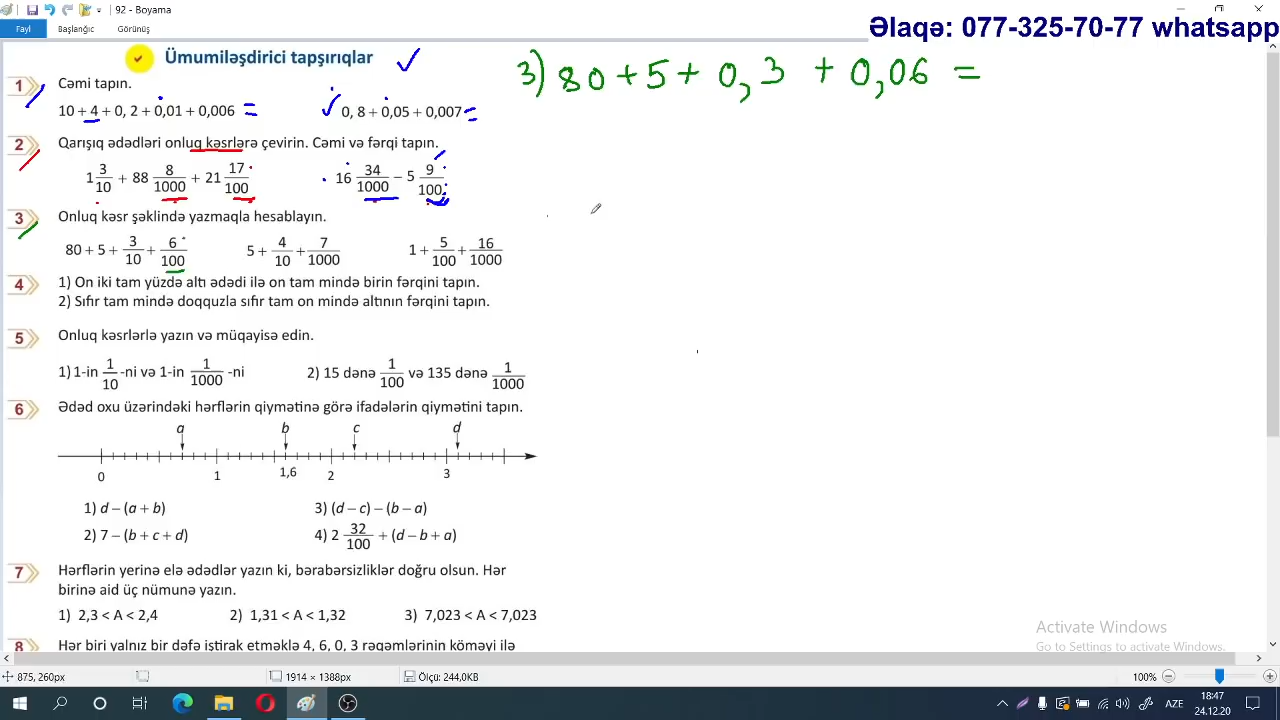 92 - Boyama
Fayl Başlanğıc Görünüş
Əlaqə: 077-325-70-77 whatsapp
Ümumiləşdirici tapşırıqlar
3) 80 + 5 + 0,3 + 0,06 =
1 Cəmi tapın.
10 + 4 + 0, 2 + 0,01 + 0,006 = 0, 8 + 0,05 + 0,007 =
2 Qarışıq ədədləri onluq kəsrlərə çevirin. Cəmi və fərqi tapın.
1 3/10 + 88 8/1000 + 21 17/100 16 34/1000 − 5 9/100
3 Onluq kəsr şəklində yazmaqla hesablayın.
80 + 5 + 3/10 + 6/100 5 + 4/10 + 7/1000 1 + 5/100 + 16/1000
4 1) On iki tam yüzdə altı ədədi ilə on tam mində birin fərqini tapın.
2) Sıfır tam mində doqquzla sıfır tam on mində altının fərqini tapın.
5 Onluq kəsrlərlə yazın və müqayisə edin.
1) 1-in 1/10 -ni və 1-in 1/1000 -ni 2) 15 dənə 1/100 və 135 dənə 1/1000
6 Ədəd oxu üzərindəki hərflərin qiymətinə görə ifadələrin qiymətini tapın.
a b c d
0 1 1,6 2 3
1) d − (a + b) 3) (d − c) − (b − a)
2) 7 − (b + c + d) 4) 2 32/100 + (d − b + a)
7 Hərflərin yerinə elə ədədlər yazın ki, bərabərsizliklər doğru olsun. Hər
birinə aid üç nümunə yazın.
1) 2,3 < A < 2,4 2) 1,31 < A < 1,32 3) 7,023 < A < 7,023
8 Hər biri yalnız bir dəfə iştirak etməklə 4, 6, 0, 3 rəqəmlərinin köməyi ilə
Activate Windows
Go to Settings to activate Windows.
875, 260px 1914 × 1388px Ölçü: 244,0KB 100%
AZE 18:47
24.12.20